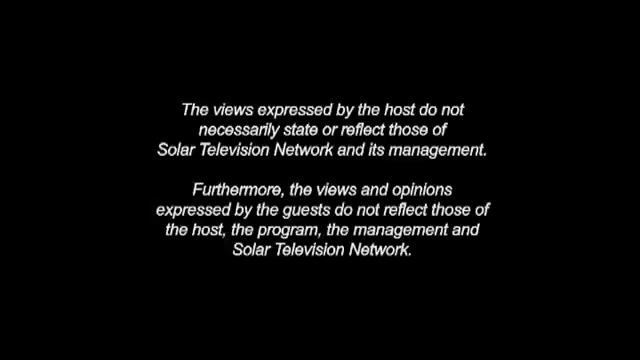 The views expressed by the host do not
necessarily state or reflect those of
Solar Television Network and its management.
Furthermore, the views and opinions
expressed by the guests do not reflect those of
the host, the program, the management and
Solar Television Network.